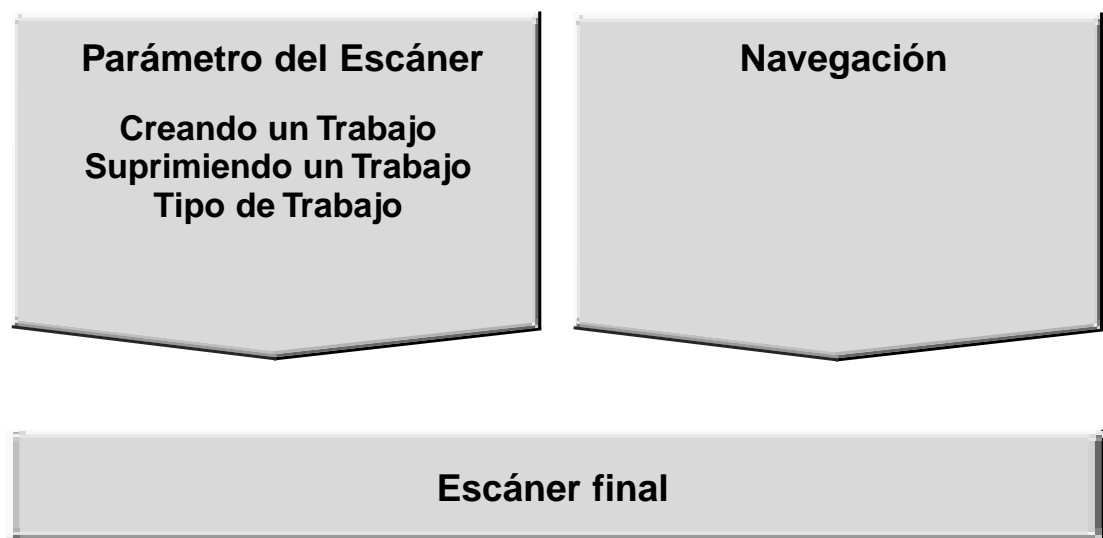 Parámetro del Escáner
Creando un Trabajo
Suprimiendo un Trabajo
Tipo de Trabajo
Navegación
Escáner final